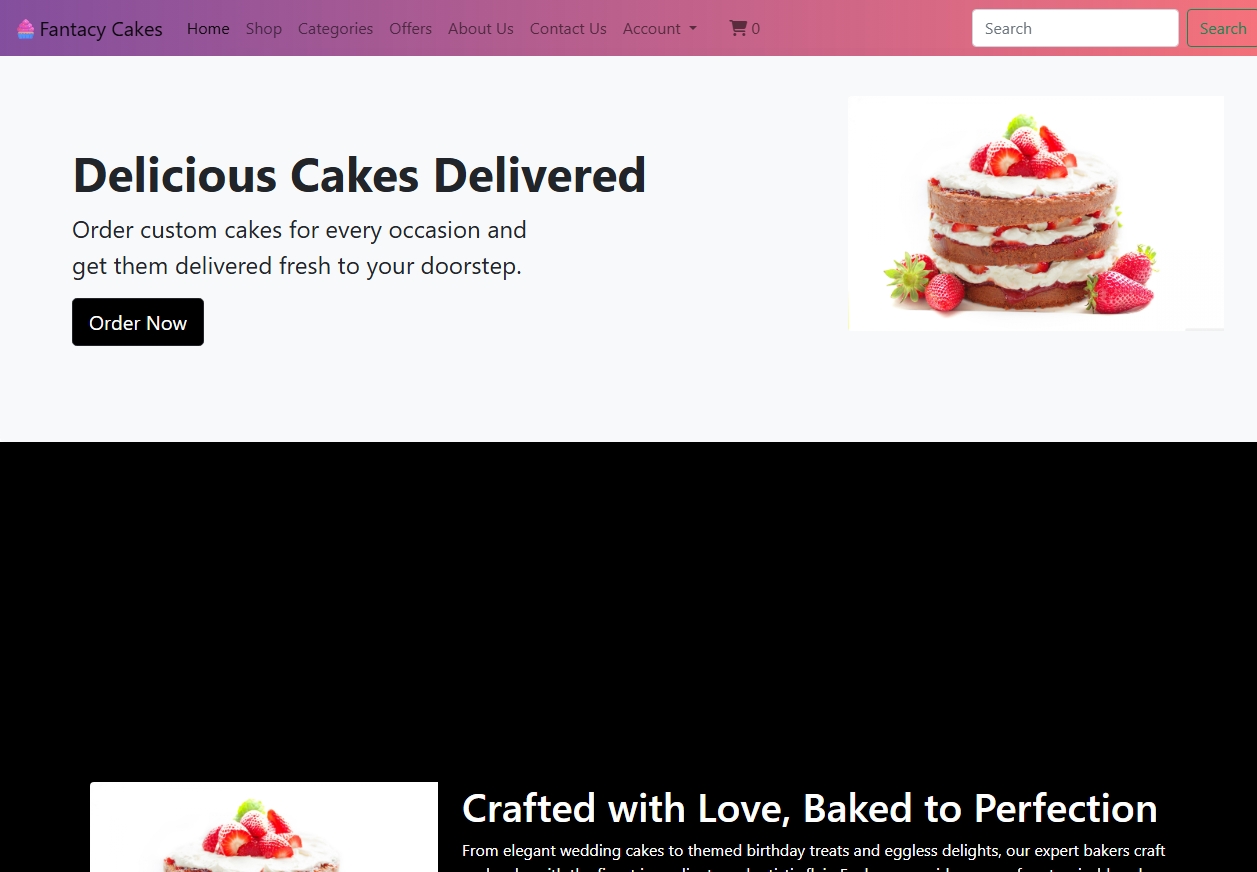 Fantacy Cakes Home Shop Categories Offers About Us Contact Us Account 0 Search Search
Delicious Cakes Delivered
Order custom cakes for every occasion and
get them delivered fresh to your doorstep.
Order Now
Crafted with Love, Baked to Perfection
From elegant wedding cakes to themed birthday treats and eggless delights, our expert bakers craft